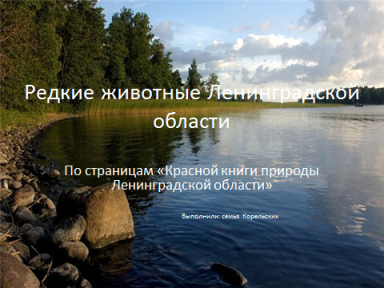 Редкие животные Ленинградской
области
По страницам «Красной книги природы
Ленинградской области»
Выполнили: семья Корельских